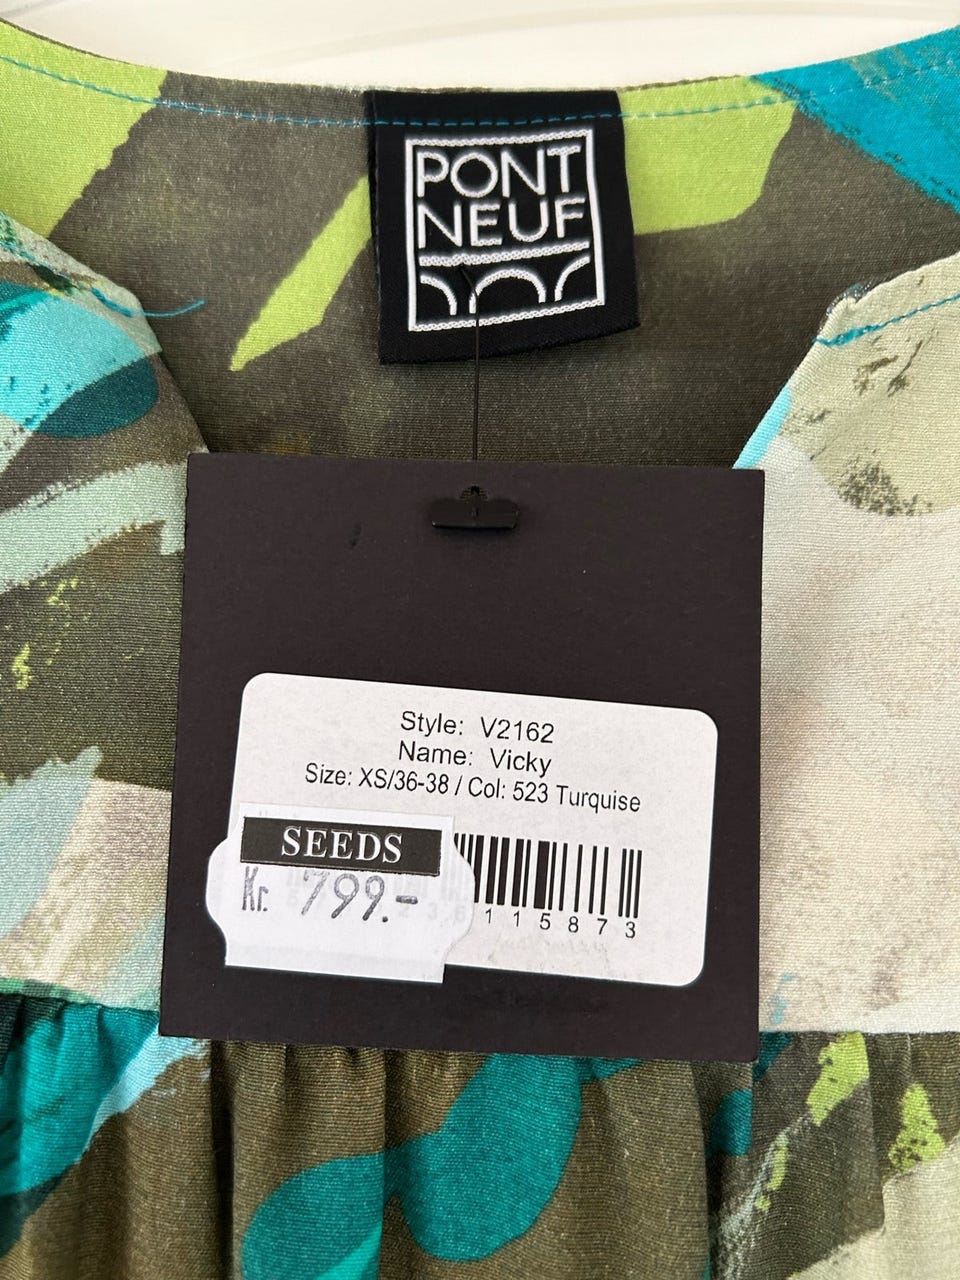 PONT
NEUF
Style: V2162
Name: Vicky
Size: XS/36-38 / Col: 523 Turquise
SEEDS
Kr. 799.-
115873